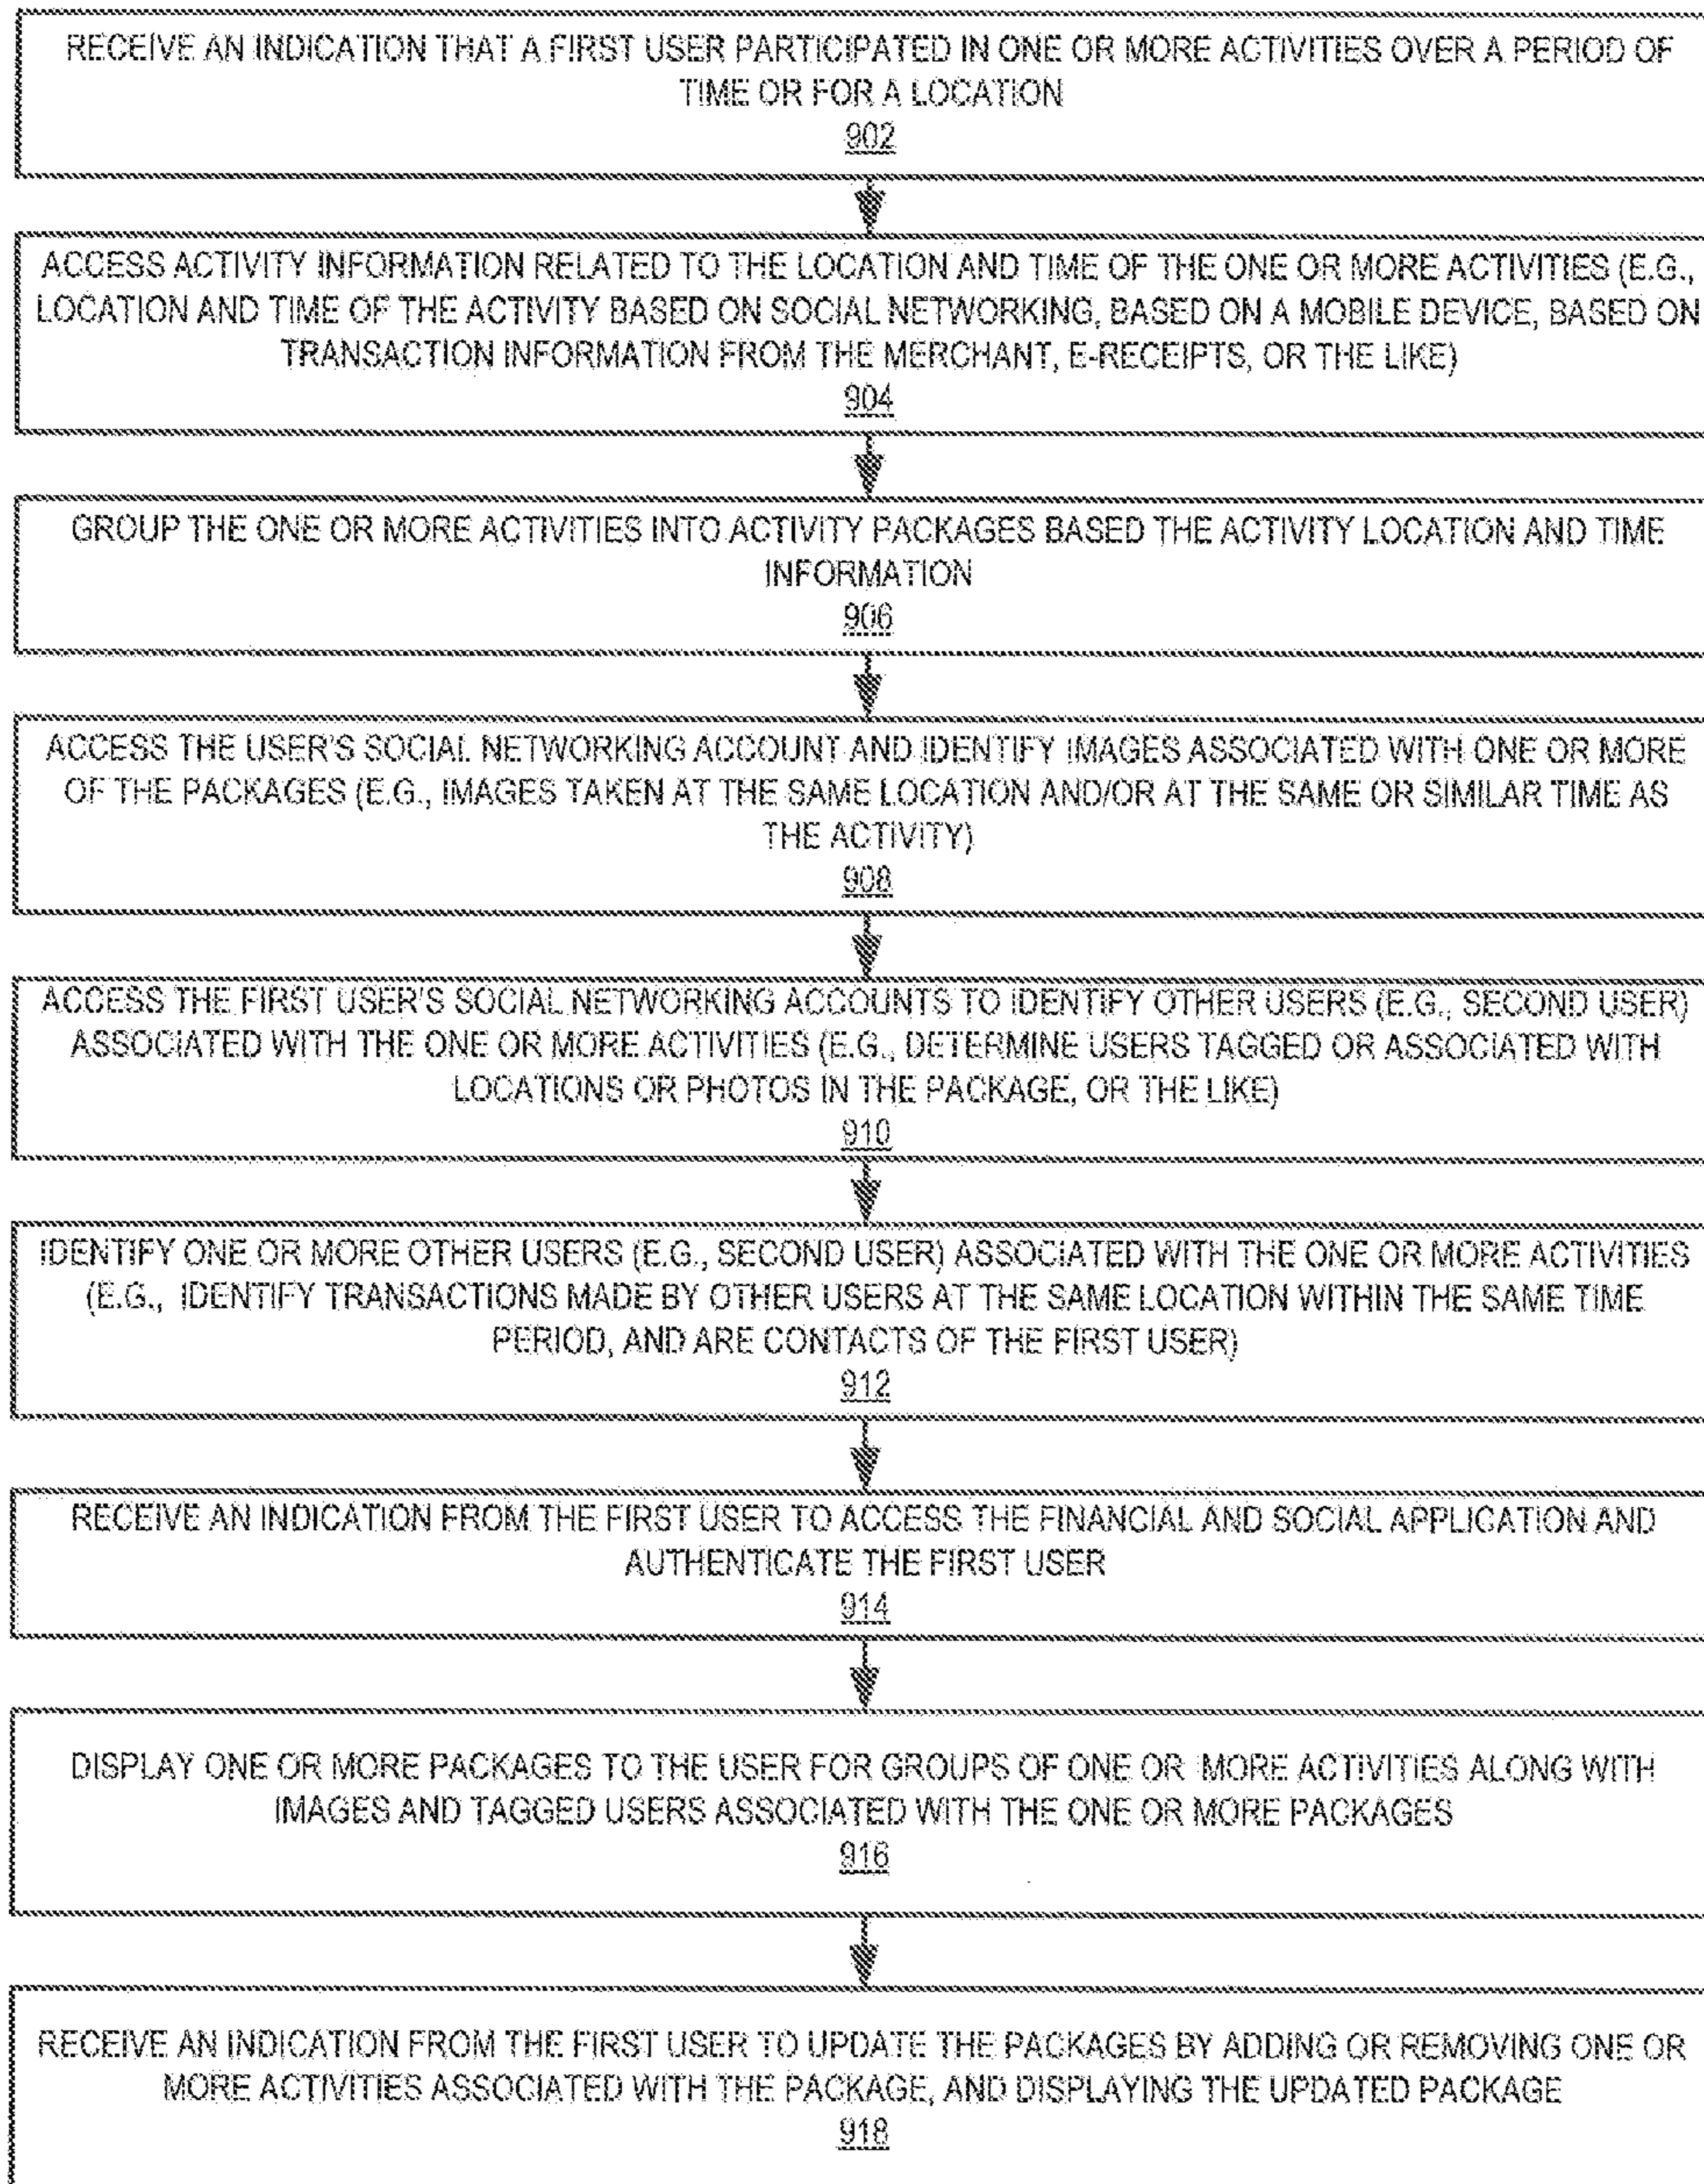 RECEIVE AN INDICATION THAT A FIRST USER PARTICIPATED IN ONE OR MORE ACTIVITIES OVER A PERIOD OF
TIME OR FOR A LOCATION
902
ACCESS ACTIVITY INFORMATION RELATED TO THE LOCATION AND TIME OF THE ONE OR MORE ACTIVITIES (E.G.,
LOCATION AND TIME OF THE ACTIVITY BASED ON SOCIAL NETWORKING, BASED ON A MOBILE DEVICE, BASED ON
TRANSACTION INFORMATION FROM THE MERCHANT, E-RECEIPTS, OR THE LIKE)
904
GROUP THE ONE OR MORE ACTIVITIES INTO ACTIVITY PACKAGES BASED THE ACTIVITY LOCATION AND TIME
INFORMATION
906
ACCESS THE USER'S SOCIAL NETWORKING ACCOUNT AND IDENTIFY IMAGES ASSOCIATED WITH ONE OR MORE
OF THE PACKAGES (E.G., IMAGES TAKEN AT THE SAME LOCATION AND/OR AT THE SAME OR SIMILAR TIME AS
THE ACTIVITY)
908
ACCESS THE FIRST USER'S SOCIAL NETWORKING ACCOUNTS TO IDENTIFY OTHER USERS (E.G., SECOND USER)
ASSOCIATED WITH THE ONE OR MORE ACTIVITIES (E.G., DETERMINE USERS TAGGED OR ASSOCIATED WITH
LOCATIONS OR PHOTOS IN THE PACKAGE, OR THE LIKE)
910
IDENTIFY ONE OR MORE OTHER USERS (E.G., SECOND USER) ASSOCIATED WITH THE ONE OR MORE ACTIVITIES
(E.G., IDENTIFY TRANSACTIONS MADE BY OTHER USERS AT THE SAME LOCATION WITHIN THE SAME TIME
PERIOD, AND ARE CONTACTS OF THE FIRST USER)
912
RECEIVE AN INDICATION FROM THE FIRST USER TO ACCESS THE FINANCIAL AND SOCIAL APPLICATION AND
AUTHENTICATE THE FIRST USER
914
DISPLAY ONE OR MORE PACKAGES TO THE USER FOR GROUPS OF ONE OR MORE ACTIVITIES ALONG WITH
IMAGES AND TAGGED USERS ASSOCIATED WITH THE ONE OR MORE PACKAGES
916
RECEIVE AN INDICATION FROM THE FIRST USER TO UPDATE THE PACKAGES BY ADDING OR REMOVING ONE OR
MORE ACTIVITIES ASSOCIATED WITH THE PACKAGE, AND DISPLAYING THE UPDATED PACKAGE
918